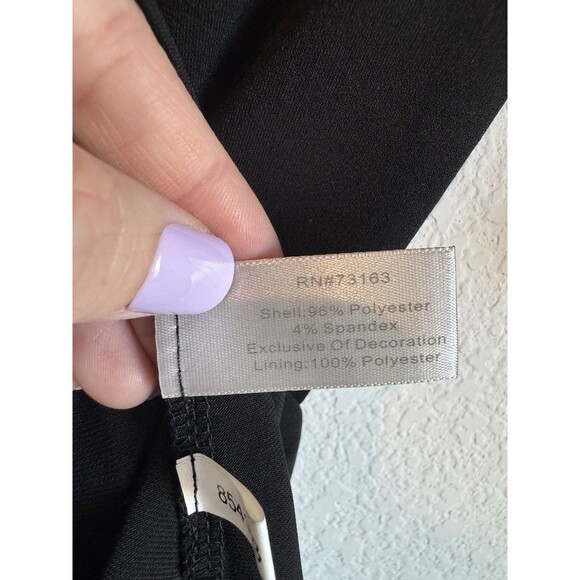 RN#73163
Shell:96% Polyester
4% Spandex
Exclusive Of Decoration
Lining:100% Polyester
854